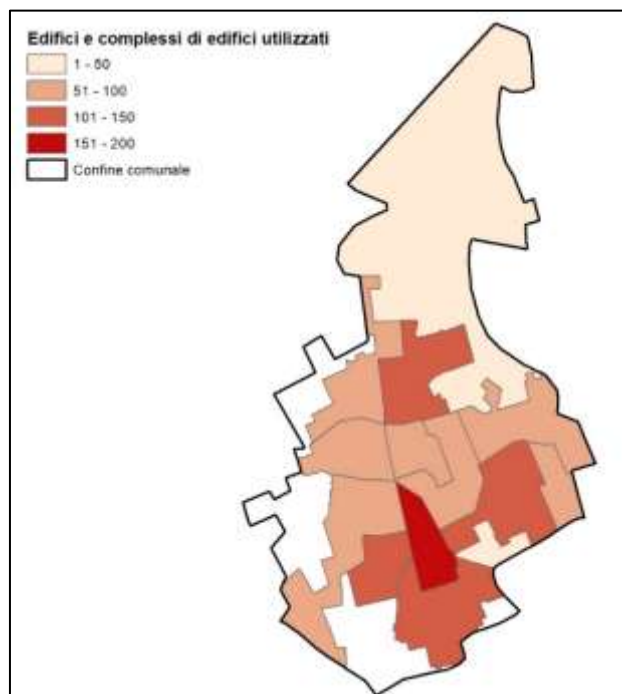 Edifici e complessi di edifici utilizzati
1 - 50
51 - 100
101 - 150
151 - 200
Confine comunale